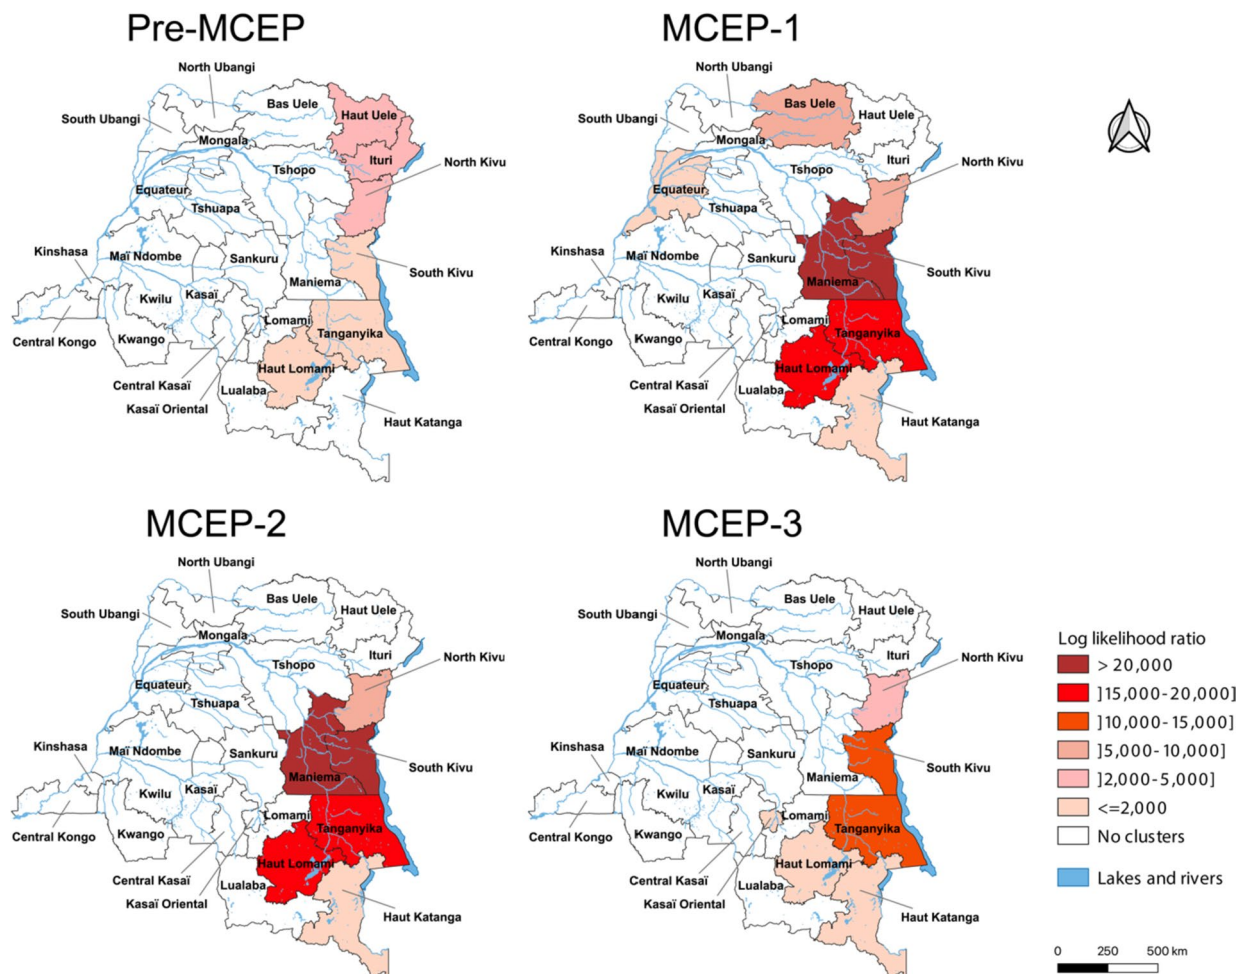 Pre-MCEP
North Ubangi
South Ubangi
Bas Uele
Haut Uele
Mongala
Ituri
North Kivu
Tshopo
Equateur
Tshuapa
Kinshasa
Maï Ndombe
Sankuru
South Kivu
Maniema
Kwilu
Kasaï
Lomami
Tanganyika
Central Kongo
Kwango
Haut Lomami
Central Kasaï
Lualaba
Kasaï Oriental
Haut Katanga
MCEP-1
North Ubangi
South Ubangi
Bas Uele
Haut Uele
Mongala
Ituri
North Kivu
Tshopo
Equateur
Tshuapa
Kinshasa
Maï Ndombe
Sankuru
South Kivu
Maniema
Kwilu
Kasaï
Lomami
Tanganyika
Central Kongo
Kwango
Haut Lomami
Central Kasaï
Lualaba
Kasaï Oriental
Haut Katanga
MCEP-2
North Ubangi
South Ubangi
Bas Uele
Haut Uele
Mongala
Ituri
North Kivu
Tshopo
Equateur
Tshuapa
Kinshasa
Maï Ndombe
Sankuru
South Kivu
Maniema
Kwilu
Kasaï
Lomami
Tanganyika
Central Kongo
Kwango
Haut Lomami
Central Kasaï
Lualaba
Kasaï Oriental
Haut Katanga
MCEP-3
North Ubangi
South Ubangi
Bas Uele
Haut Uele
Mongala
Ituri
North Kivu
Tshopo
Equateur
Tshuapa
Kinshasa
Maï Ndombe
Sankuru
South Kivu
Maniema
Kwilu
Kasaï
Lomami
Tanganyika
Central Kongo
Kwango
Haut Lomami
Central Kasaï
Lualaba
Kasaï Oriental
Haut Katanga
Log likelihood ratio
> 20,000
]15,000-20,000]
]10,000-15,000]
]5,000-10,000]
]2,000-5,000]
<=2,000
No clusters
Lakes and rivers
0 250 500 km